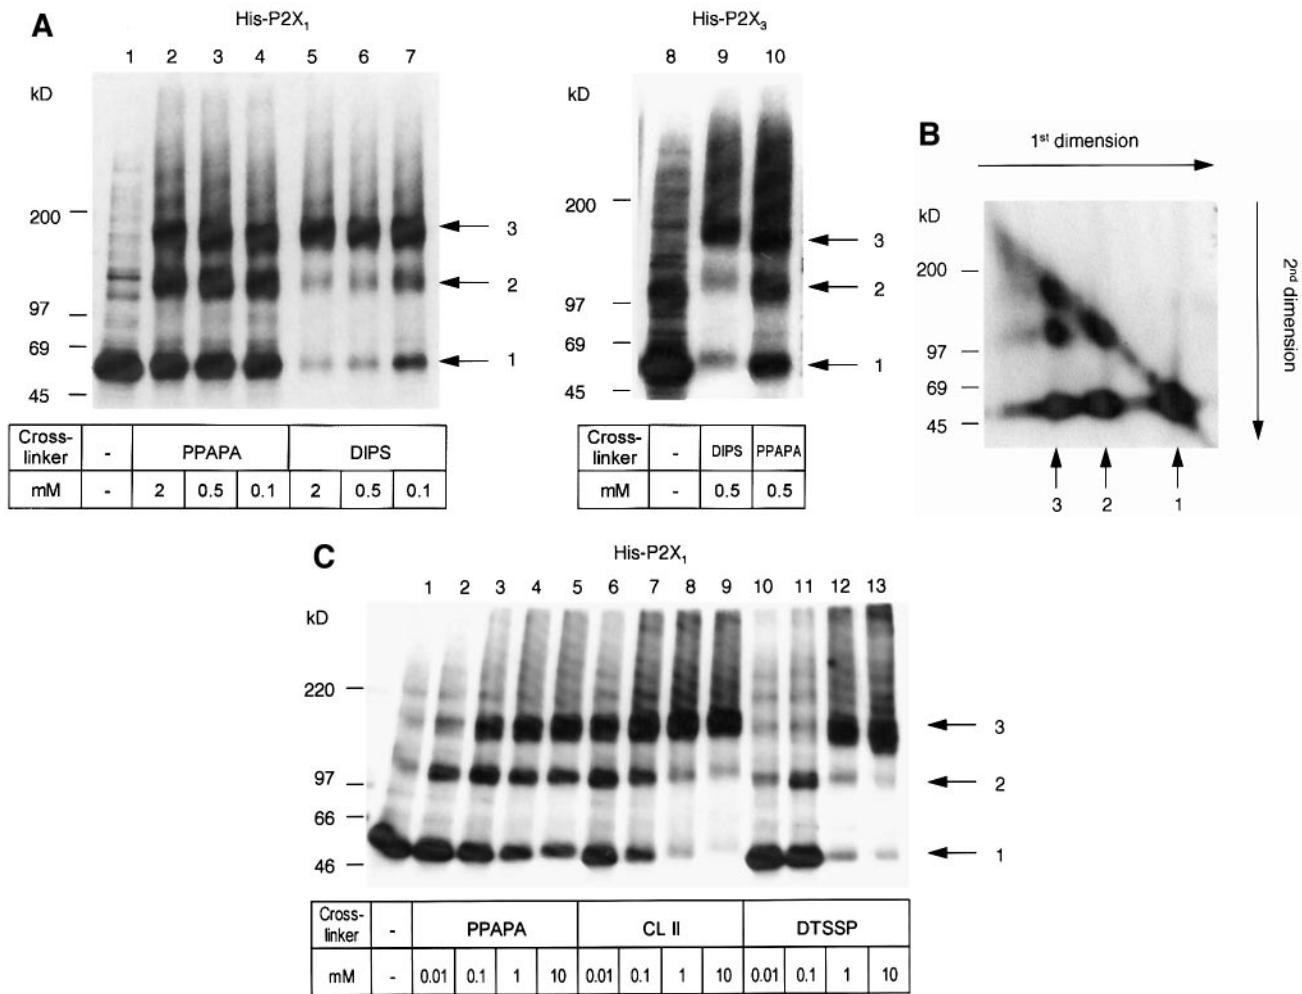 A
His-P2X1
1 2 3 4 5 6 7
kD
200
97
69
45
3
2
1
Cross-linker - PPAPA DIPS
mM - 2 0.5 0.1 2 0.5 0.1
His-P2X3
8 9 10
kD
200
97
69
45
3
2
1
Cross-linker - DIPS PPAPA
mM - 0.5 0.5
B
1st dimension
kD
200
97
69
45
2nd dimension
3 2 1
C
His-P2X1
1 2 3 4 5 6 7 8 9 10 11 12 13
kD
220
97
66
46
3
2
1
Cross-linker - PPAPA CL II DTSSP
mM - 0.01 0.1 1 10 0.01 0.1 1 10 0.01 0.1 1 10